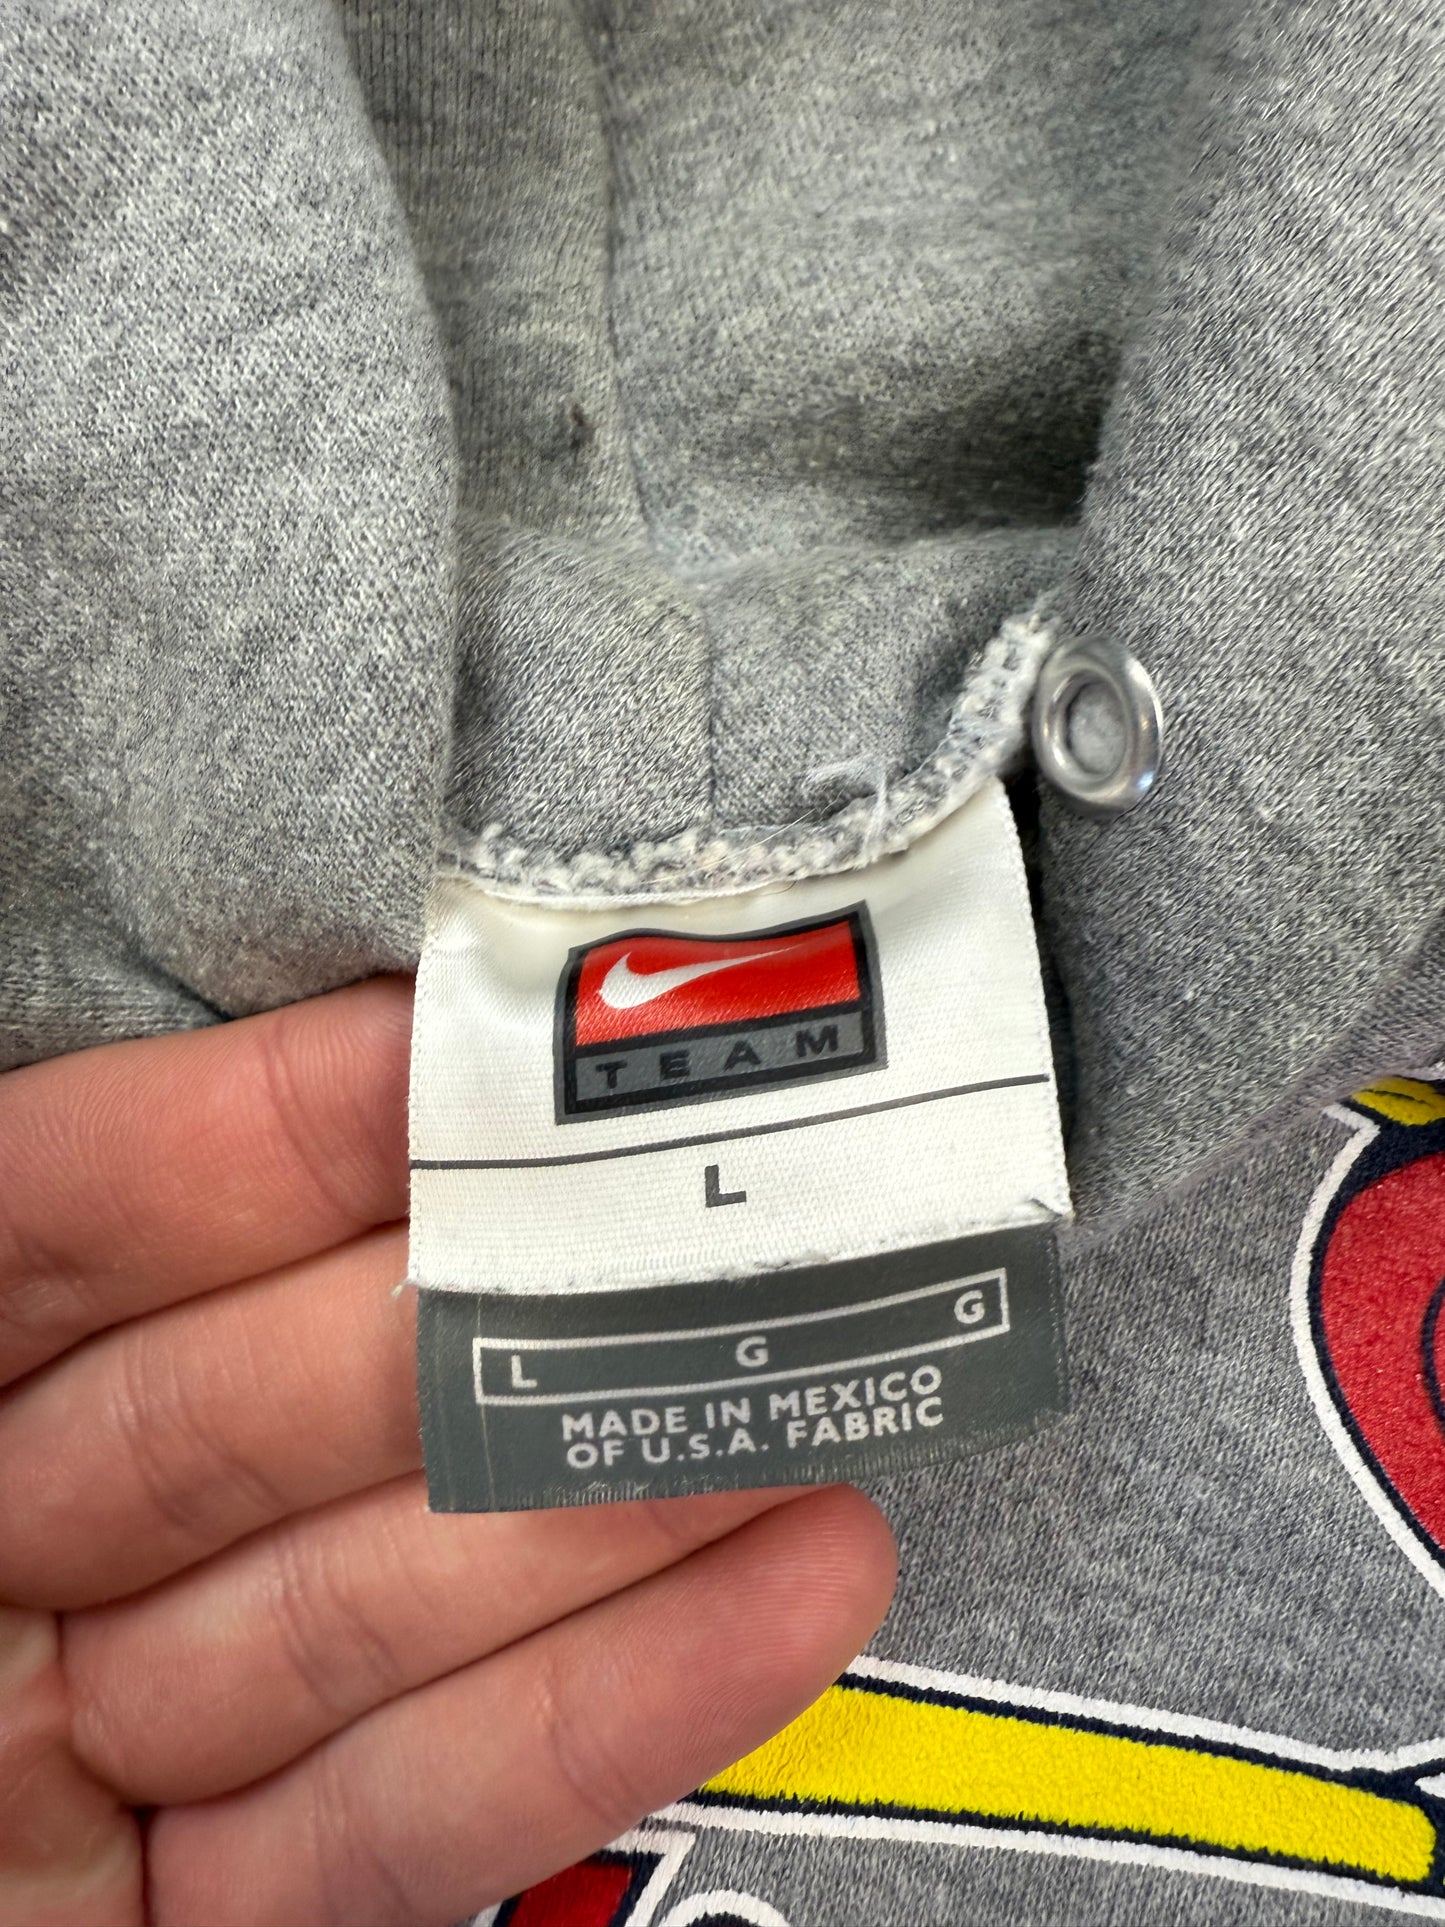 TEAM
L
L G G
MADE IN MEXICO
OF U.S.A. FABRIC